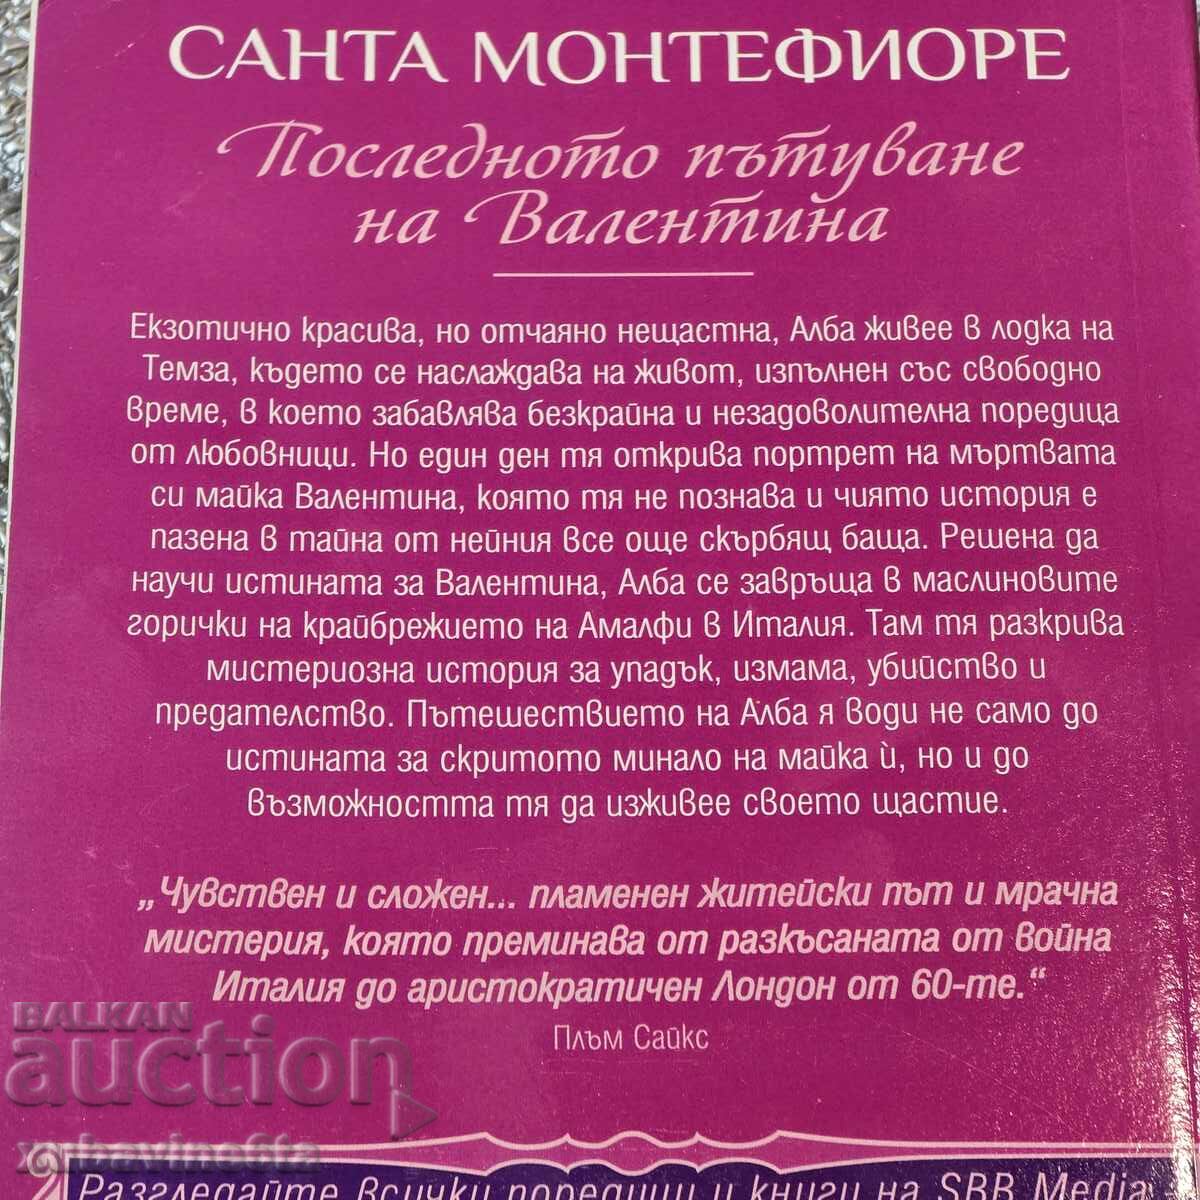 САНТА МОНТЕФИОРЕ
Последното пътуване
на Валентина
Екзотично красива, но отчаяно нещастна, Алба живее в лодка на
Темза, където се наслаждава на живот, изпълнен със свободно
време, в което забавлява безкрайна и незадоволителна поредица
от любовници. Но един ден тя открива портрет на мъртвата
си майка Валентина, която тя не познава и чиято история е
пазена в тайна от нейния все още скърбящ баща. Решена да
научи истината за Валентина, Алба се завръща в маслиновите
горички на крайбрежието на Амалфи в Италия. Там тя разкрива
мистериозна история за упадък, измама, убийство и
предателство. Пътешествието на Алба я води не само до
истината за скритото минало на майка ѝ, но и до
възможността тя да изживее своето щастие.
„Чувствен и сложен... пламенен житейски път и мрачна
мистерия, която преминава от разкъсаната от война
Италия до аристократичен Лондон от 60-те.“
Плъм Сайкс
BALKAN
auction
xubavinebia
Разгледайте всички поредици и книги на SBB Media